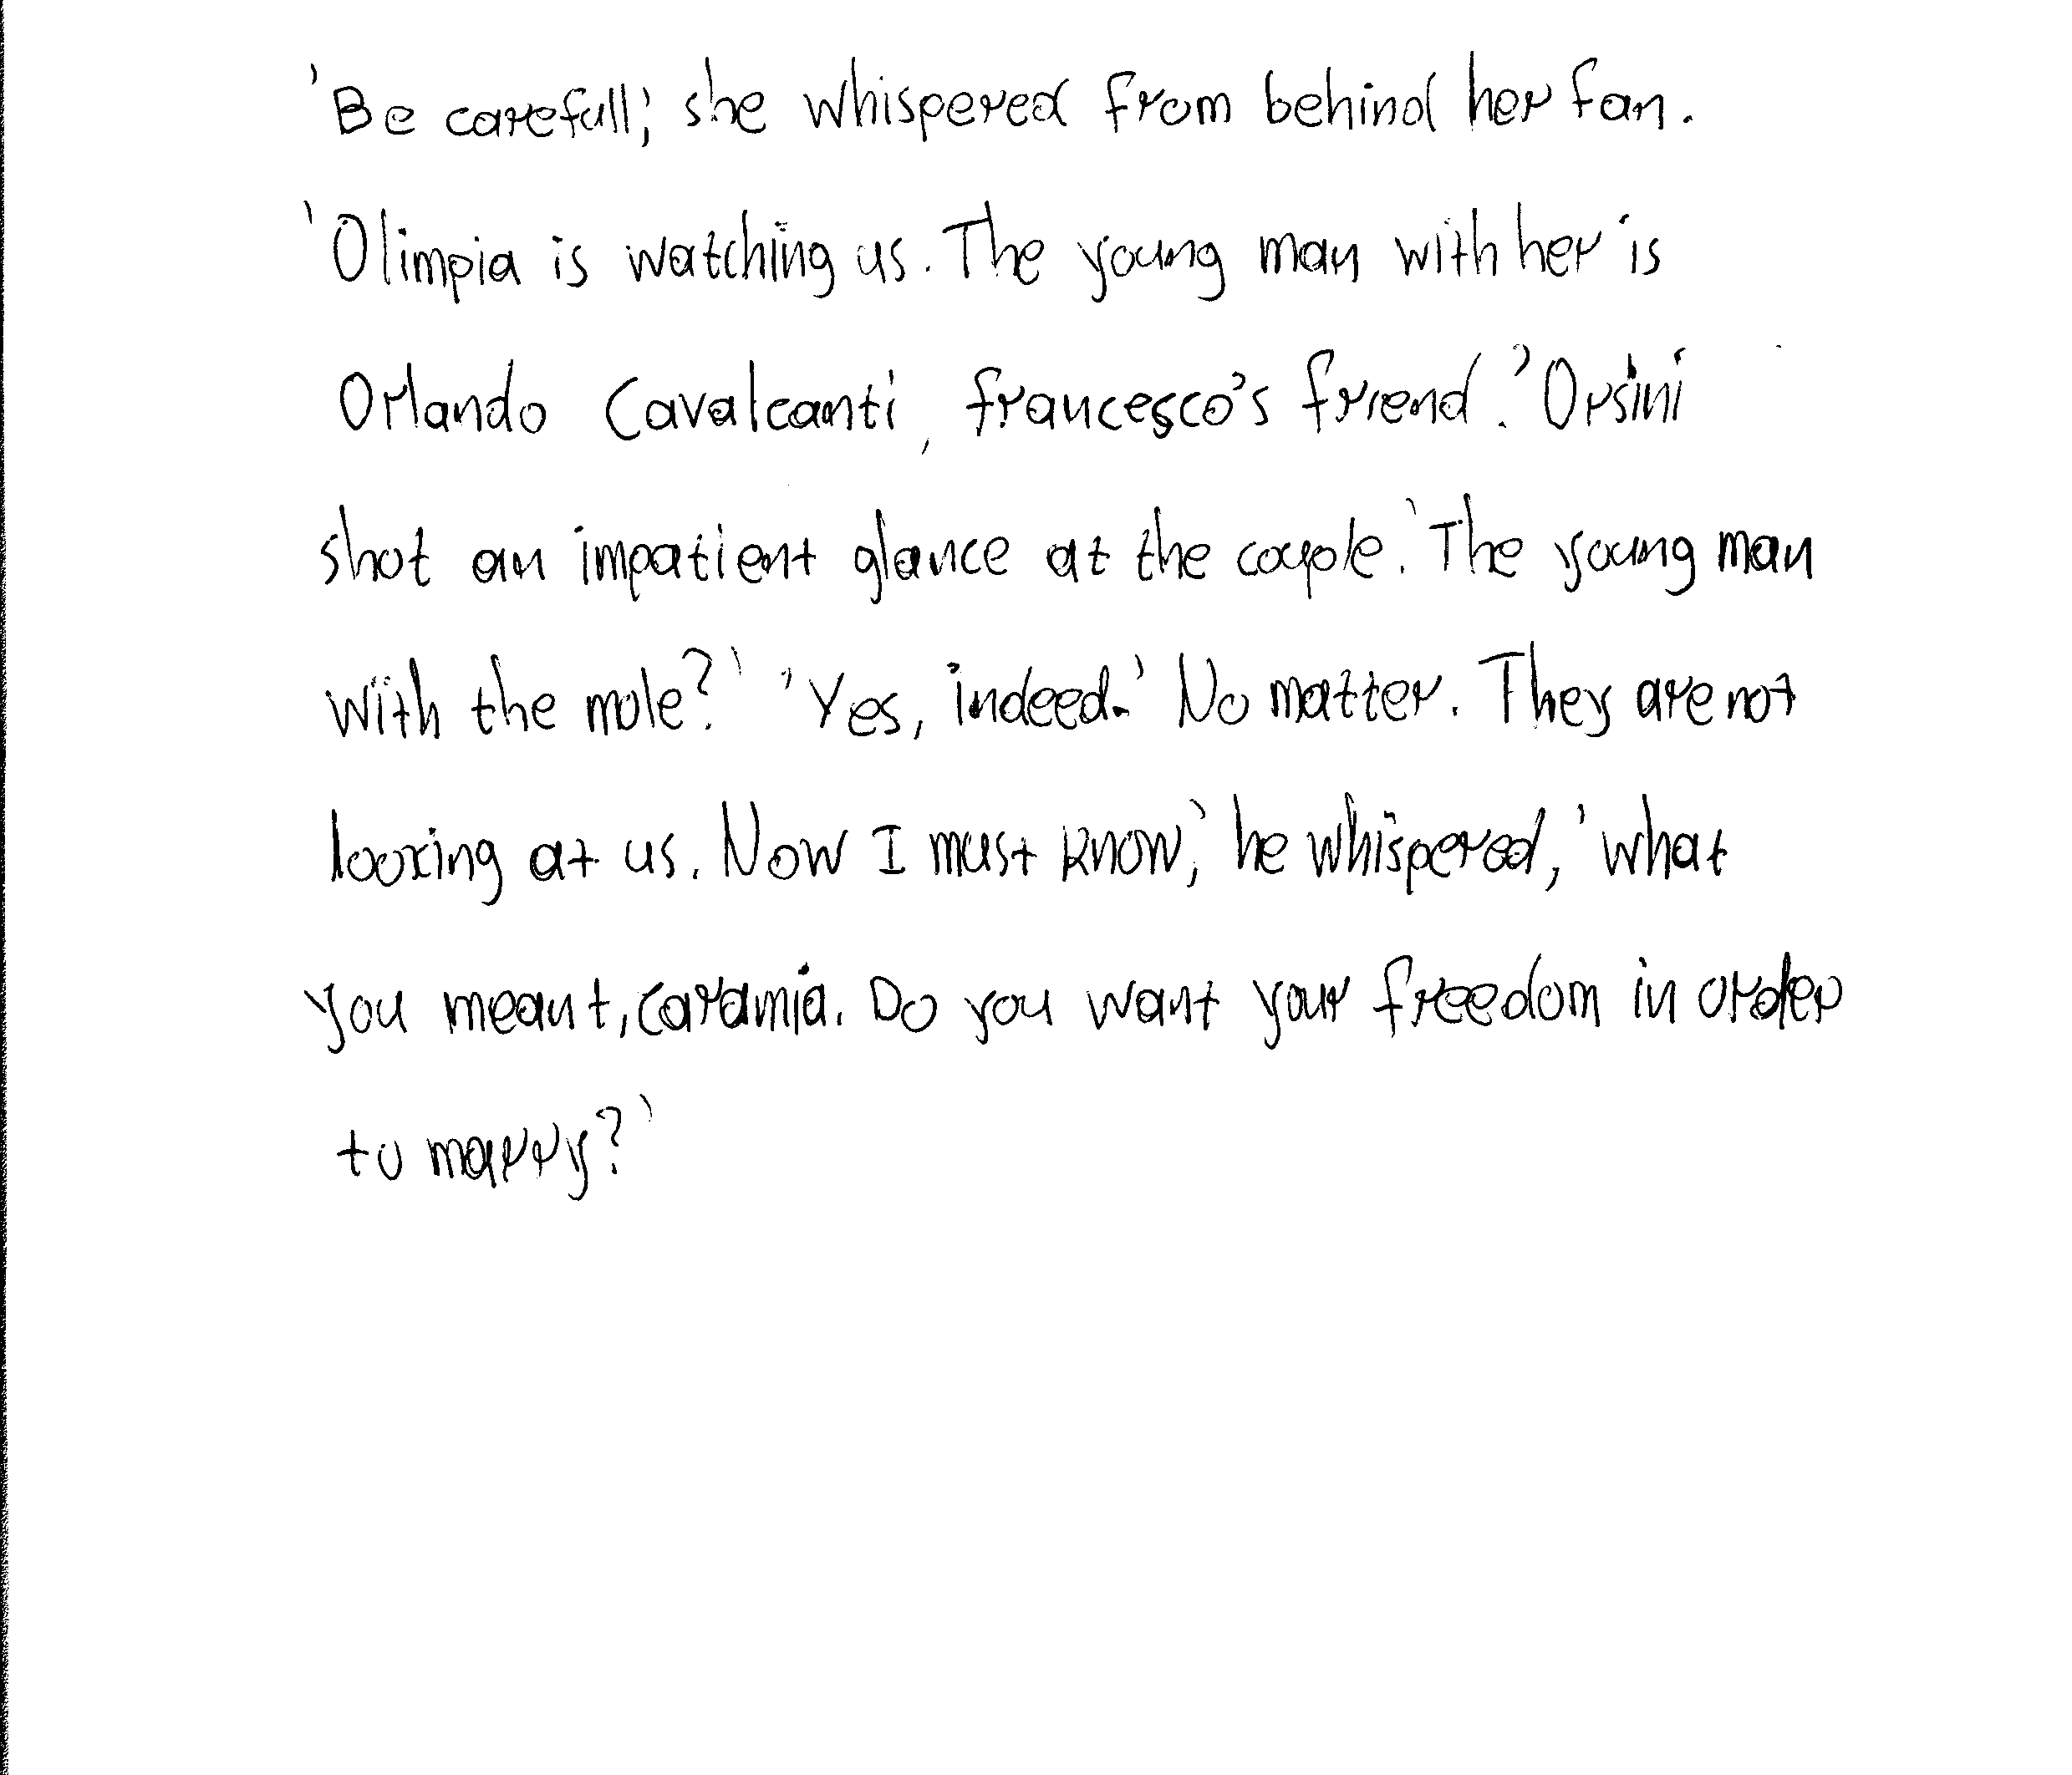 'Be carefull,' she whispered from behind her fan.
'Olimpia is watching us. The young man with her is
Orlando Cavalcanti, francesco's friend.' Orsini
shot an impatient glance at the couple. 'The young man
with the mole?' 'Yes, indeed.' No matter. They are not
looking at us. Now I must know,' he whispered, 'what
you meant, caramia. Do you want your freedom in order
to marry?'